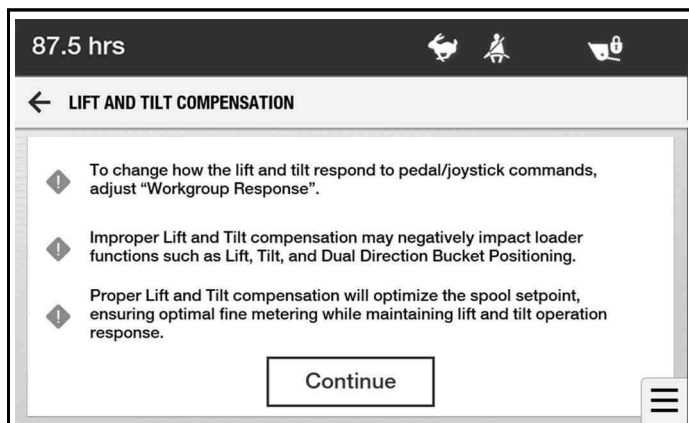 87.5 hrs
LIFT AND TILT COMPENSATION
To change how the lift and tilt respond to pedal/joystick commands,
adjust “Workgroup Response”.
Improper Lift and Tilt compensation may negatively impact loader
functions such as Lift, Tilt, and Dual Direction Bucket Positioning.
Proper Lift and Tilt compensation will optimize the spool setpoint,
ensuring optimal fine metering while maintaining lift and tilt operation
response.
Continue